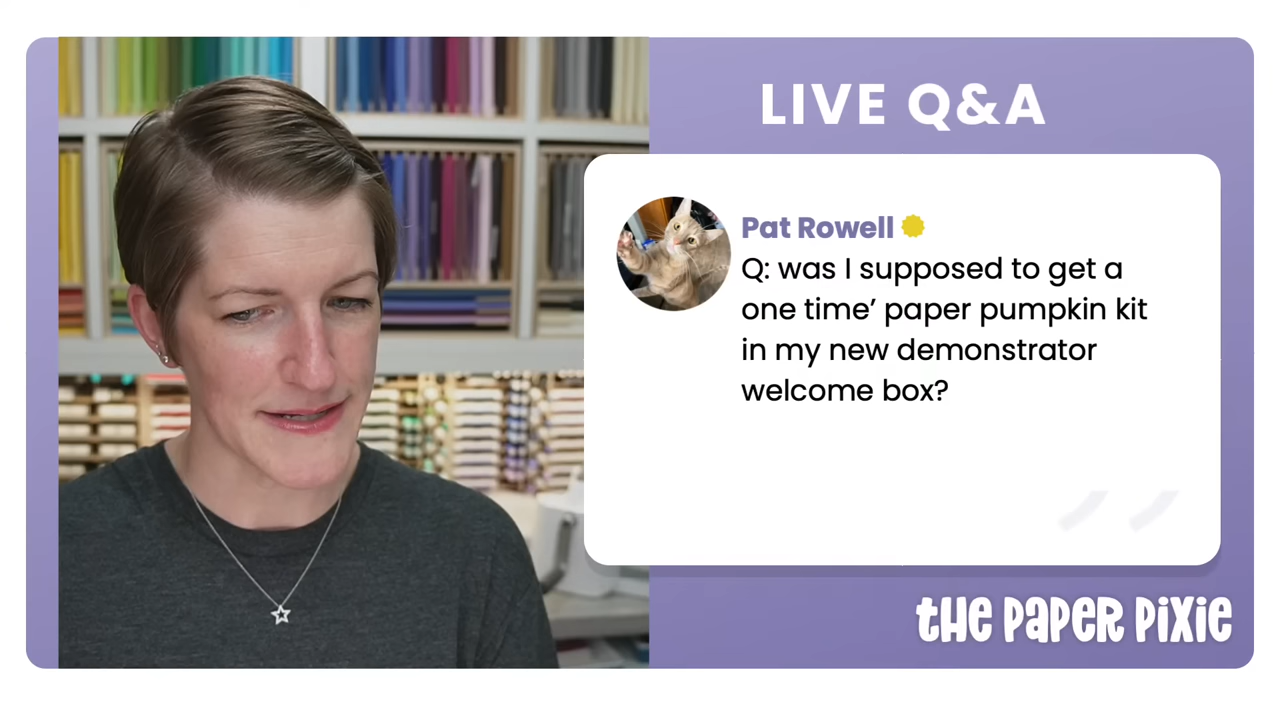 LIVE Q&A
Pat Rowell
Q: was I supposed to get a
one time’ paper pumpkin kit
in my new demonstrator
welcome box?
the PAPER PiXie